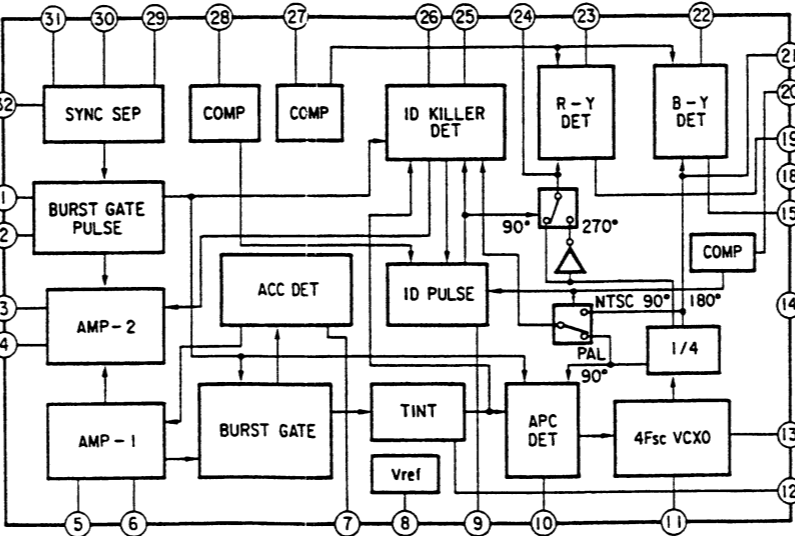 31 30 29 28 27 26 25 24 23 22
21
20
19
18
15
14
13
12
32
1
2
3
4
5 6 7 8 9 10 11
SYNC SEP
COMP
COMP
ID KILLER
DET
R-Y
DET
B-Y
DET
BURST GATE
PULSE
90° 270°
COMP
ACC DET
ID PULSE
NTSC 90° 180°
AMP-2
PAL
90°
1/4
AMP-1
BURST GATE
TINT
APC
DET
4Fsc VCXO
Vref